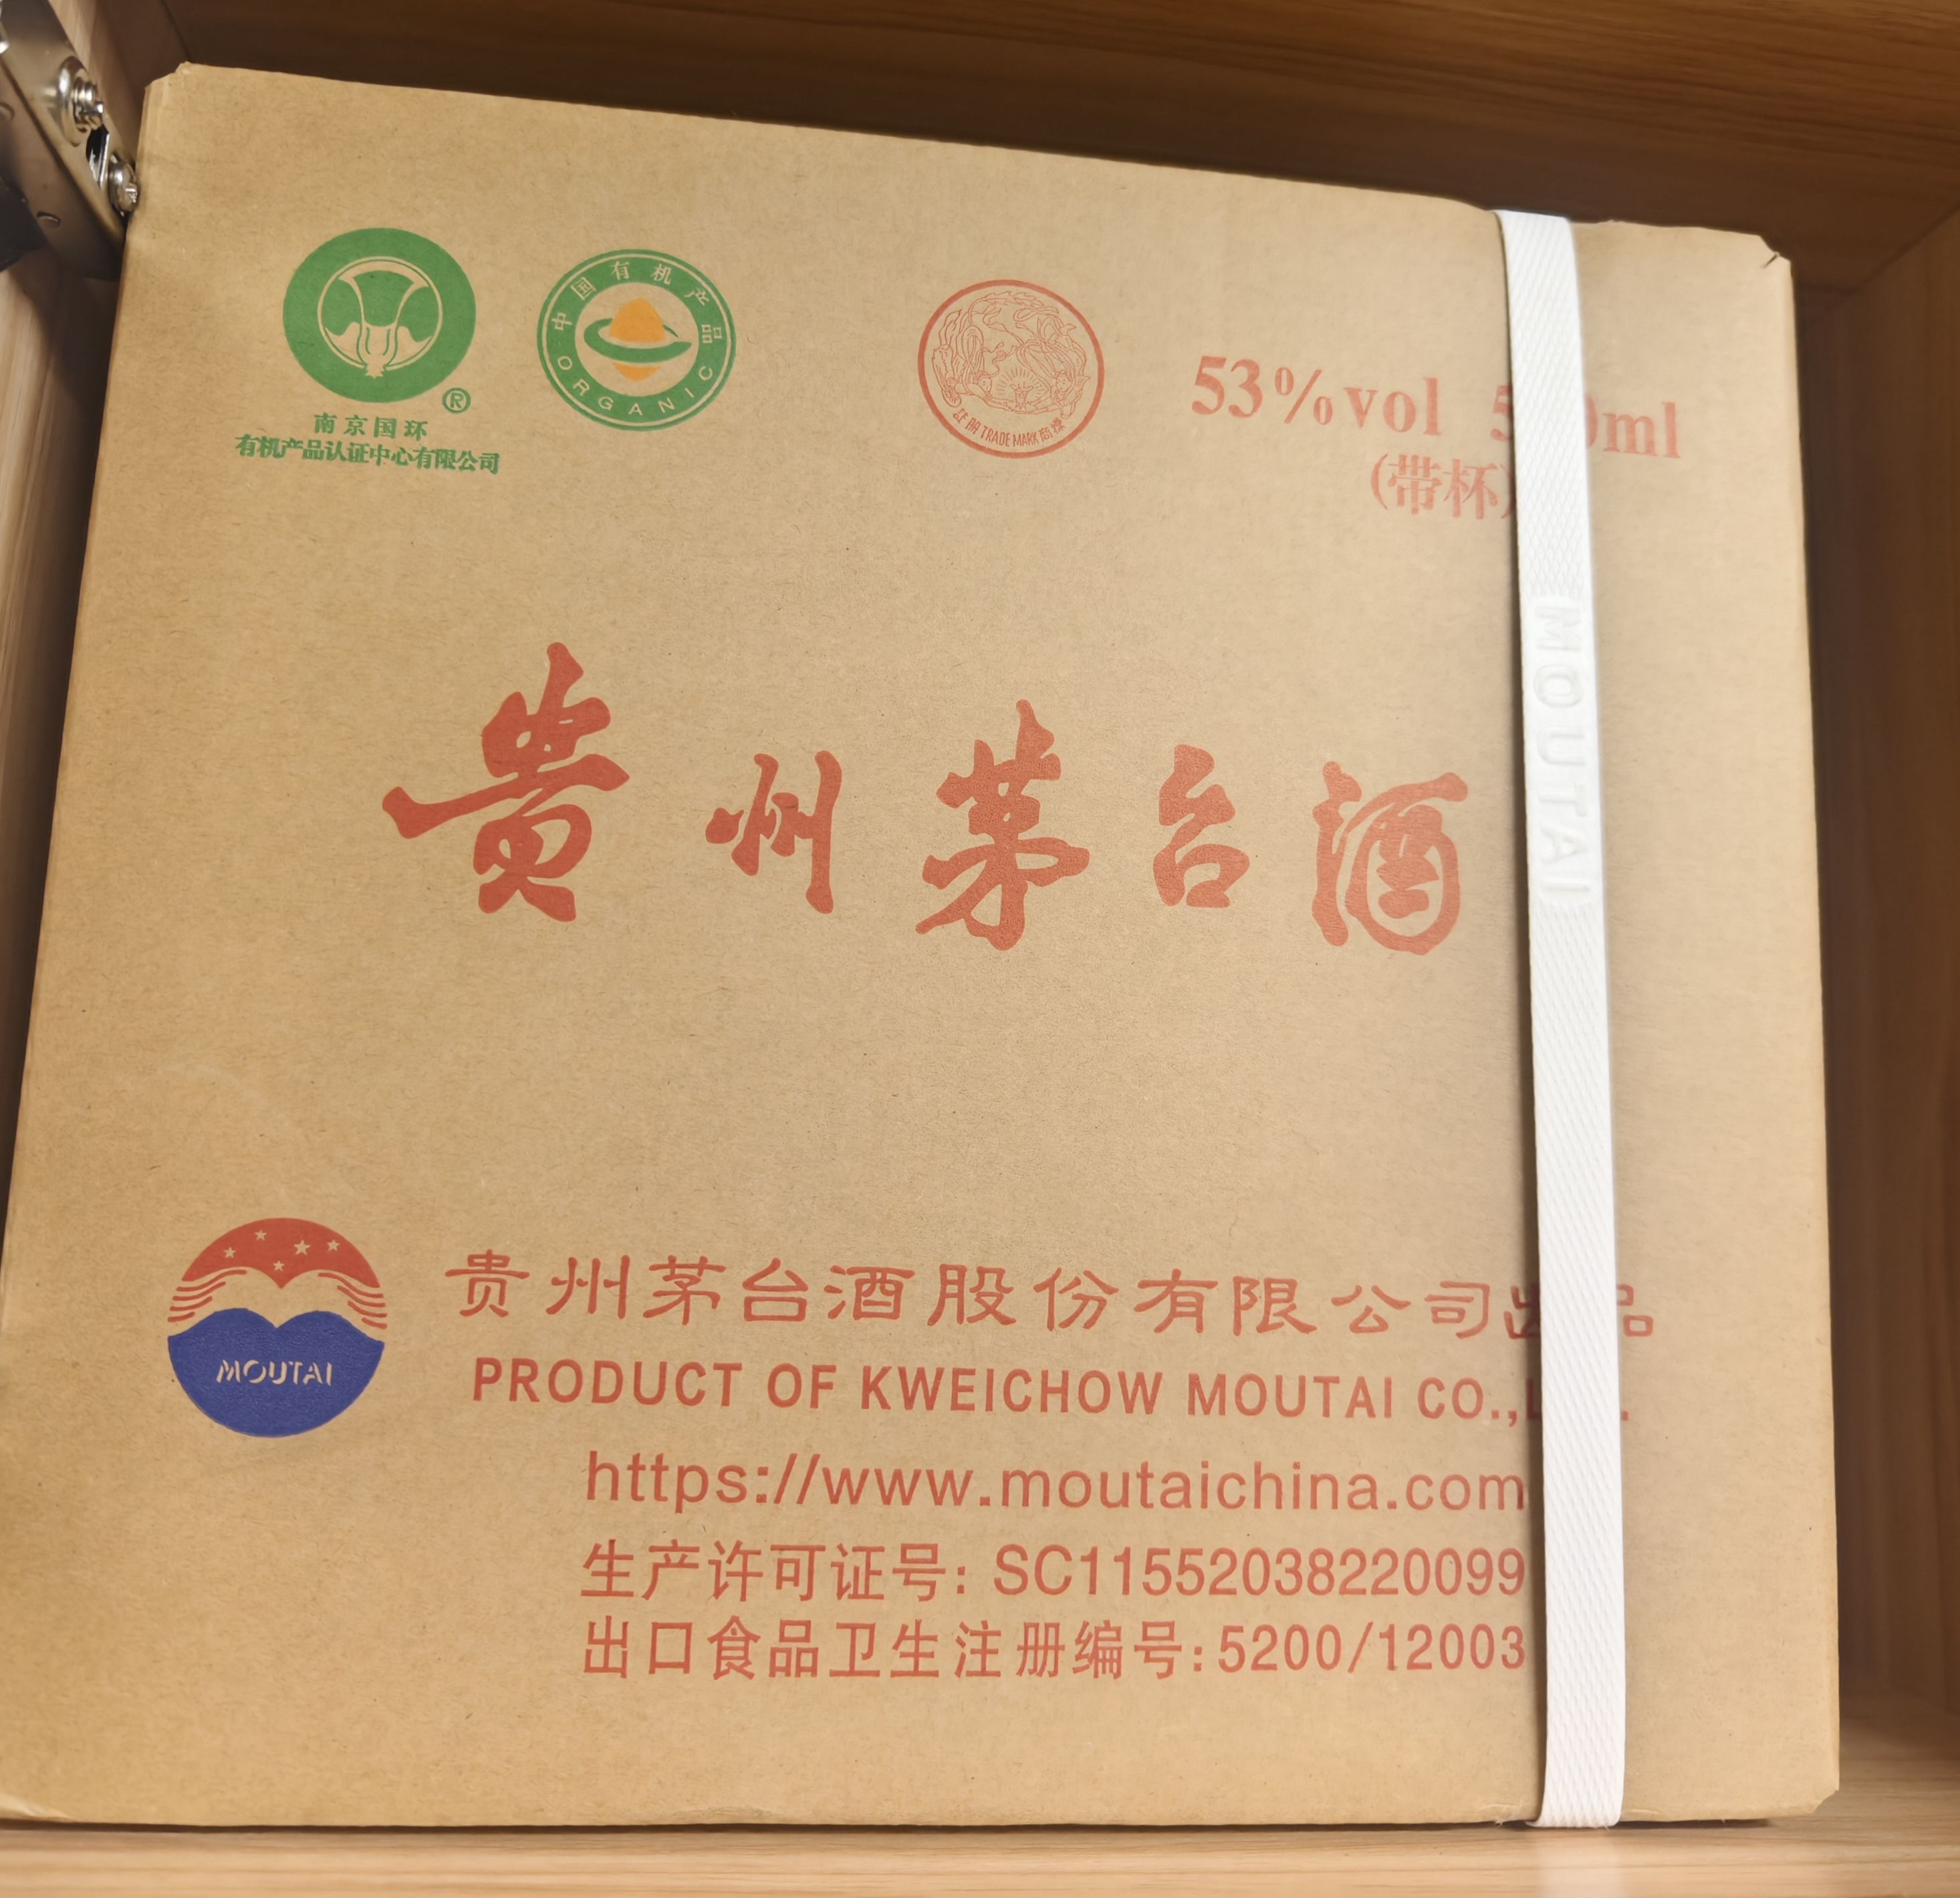 中国有机产品
ORGANIC
®
南京国环
有机产品认证中心有限公司
TRADE MARK 商標
53%vol ml
(带杯)
贵州茅台酒
MOUTAI
MOUTAI
贵州茅台酒股份有限公司出品
PRODUCT OF KWEICHOW MOUTAI CO.,
https://www.moutaichina.com
生产许可证号: SC11552038220099
出口食品卫生注册编号:5200/12003